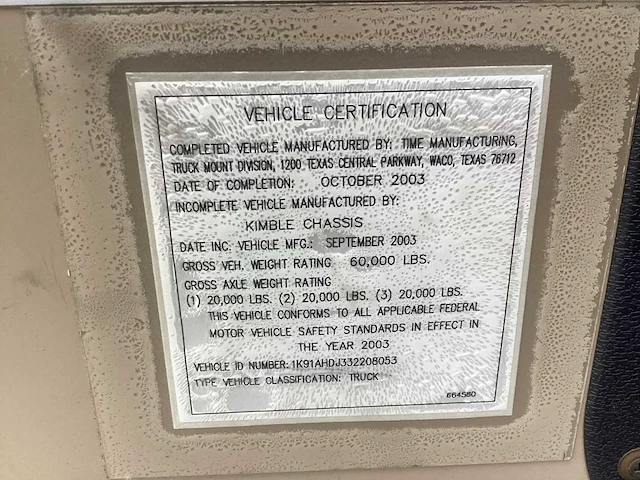 VEHICLE CERTIFICATION
COMPLETED VEHICLE MANUFACTURED BY: TIME MANUFACTURING,
TRUCK MOUNT DIVISION, 1200 TEXAS CENTRAL PARKWAY, WACO, TEXAS 76712
DATE OF COMPLETION: OCTOBER 2003
INCOMPLETE VEHICLE MANUFACTURED BY:
KIMBLE CHASSIS
DATE INC. VEHICLE MFG.: SEPTEMBER 2003
GROSS VEH. WEIGHT RATING 60,000 LBS.
GROSS AXLE WEIGHT RATING
(1) 20,000 LBS. (2) 20,000 LBS. (3) 20,000 LBS.
THIS VEHICLE CONFORMS TO ALL APPLICABLE FEDERAL
MOTOR VEHICLE SAFETY STANDARDS IN EFFECT IN
THE YEAR 2003
VEHICLE ID NUMBER: 1K91AHDJ332208053
TYPE VEHICLE CLASSIFICATION: TRUCK
664580